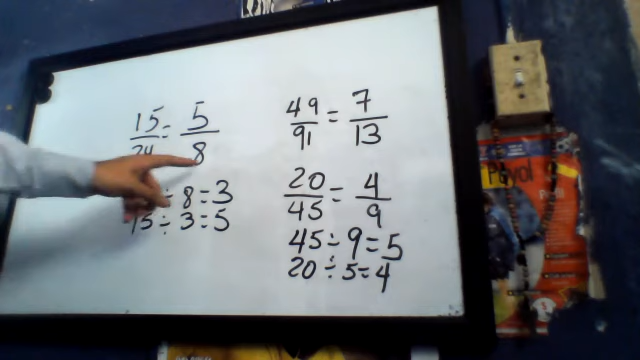 15/24 = 5/8
÷ 8 = 3
15 ÷ 3 = 5
49/91 = 7/13
20/45 = 4/9
45 ÷ 9 = 5
20 ÷ 5 = 4